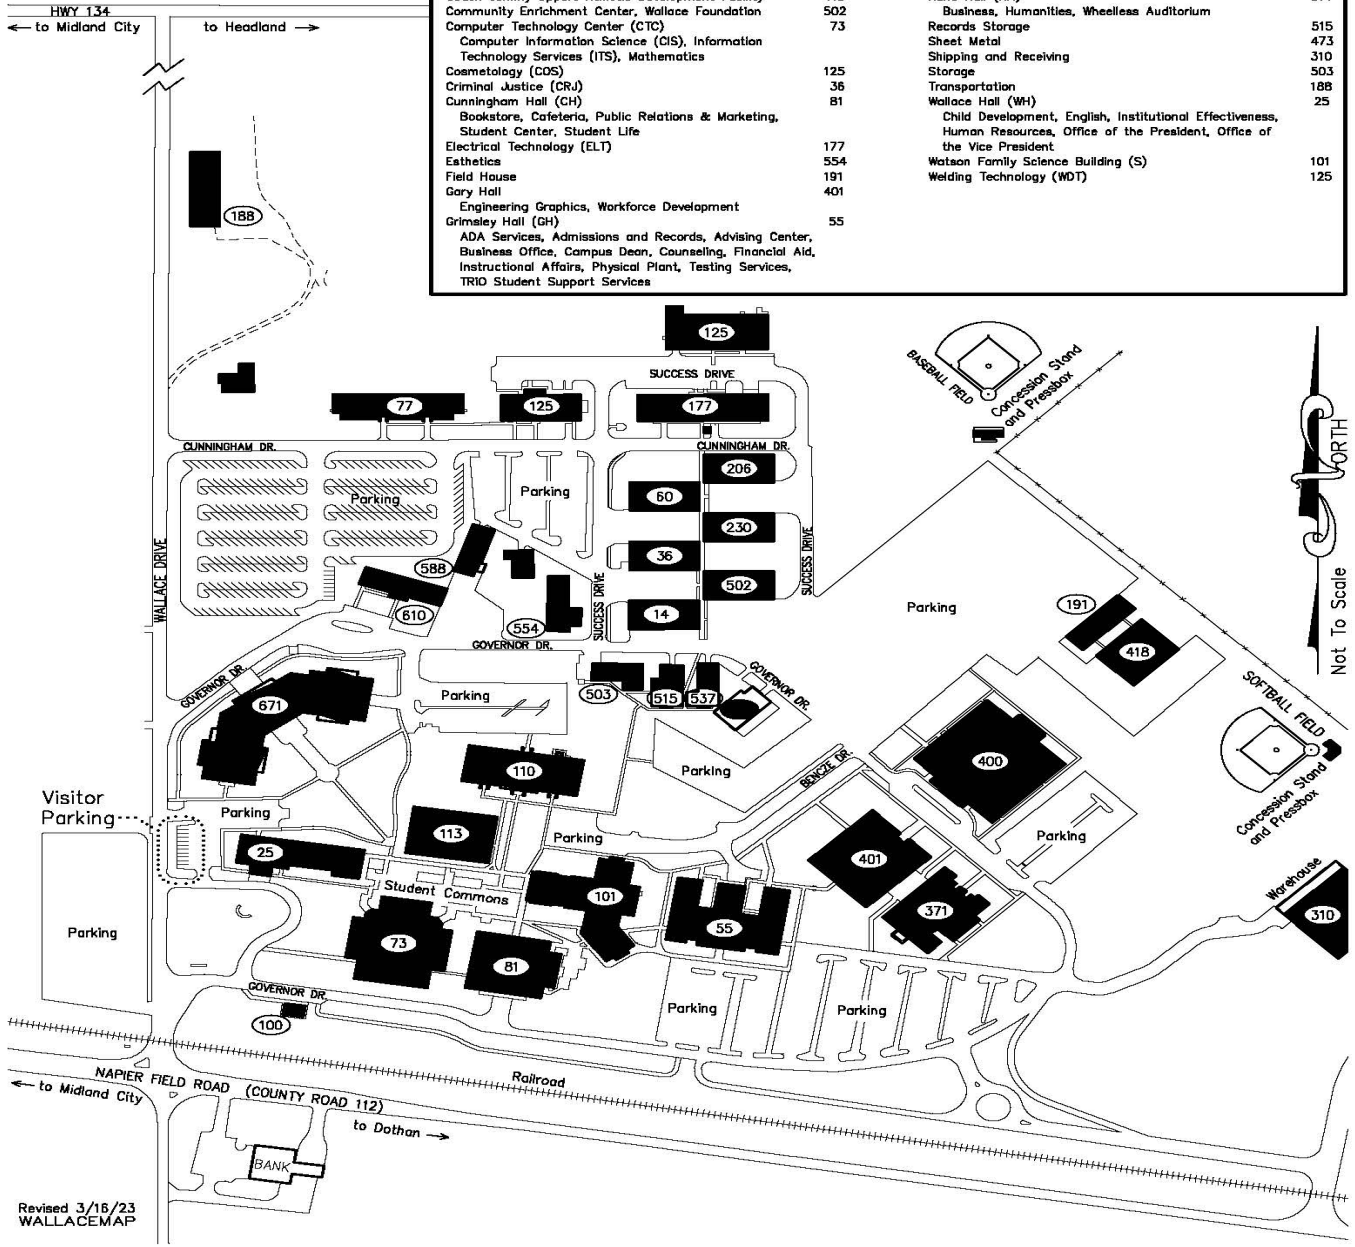 HWY 134
← to Midland City
to Headland →
Community Enrichment Center, Wallace Foundation 502
Computer Technology Center (CTC) 73
Computer Information Science (CIS), Information
Technology Services (ITS), Mathematics
Cosmetology (COS) 125
Criminal Justice (CRJ) 36
Cunningham Hall (CH) 81
Bookstore, Cafeteria, Public Relations & Marketing,
Student Center, Student Life
Electrical Technology (ELT) 177
Esthetics 554
Field House 191
Gary Hall 401
Engineering Graphics, Workforce Development
Grimsley Hall (GH) 55
ADA Services, Admissions and Records, Advising Center,
Business Office, Campus Dean, Counseling, Financial Aid,
Instructional Affairs, Physical Plant, Testing Services,
TRIO Student Support Services
Business, Humanities, Wheelless Auditorium
Records Storage 515
Sheet Metal 473
Shipping and Receiving 310
Storage 503
Transportation 188
Wallace Hall (WH) 25
Child Development, English, Institutional Effectiveness,
Human Resources, Office of the President, Office of
the Vice President
Watson Family Science Building (S) 101
Welding Technology (WDT) 125
188
125
SUCCESS DRIVE
77
125
177
BASEBALL FIELD
Concession Stand
and Pressbox
CUNNINGHAM DR.
CUNNINGHAM DR.
NORTH
Not To Scale
Parking
Parking
206
60
230
36
502
14
WALLACE DRIVE
SUCCESS DRIVE
SUCCESS DRIVE
588
610
554
GOVERNOR DR.
Parking
191
418
GOVERNOR DR.
671
Parking
503
515
537
GOVERNOR DR.
SOFTBALL FIELD
Concession Stand
and Pressbox
110
Parking
BENCZE DR.
400
Visitor
Parking
Parking
113
Parking
Parking
25
Student Commons
101
401
371
Warehouse
310
Parking
73
81
55
GOVERNOR DR.
100
Parking
Parking
Railroad
NAPIER FIELD ROAD (COUNTY ROAD 112)
← to Midland City
to Dothan →
BANK
Revised 3/16/23
WALLACEMAP